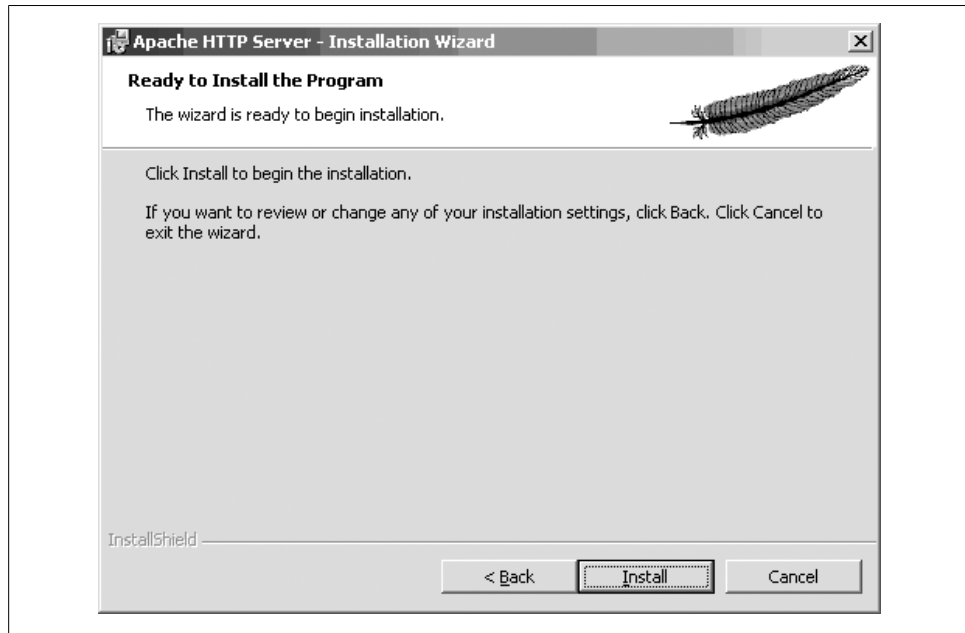 Apache HTTP Server - Installation Wizard
Ready to Install the Program
The wizard is ready to begin installation.
Click Install to begin the installation.
If you want to review or change any of your installation settings, click Back. Click Cancel to
exit the wizard.
InstallShield
< Back Install Cancel